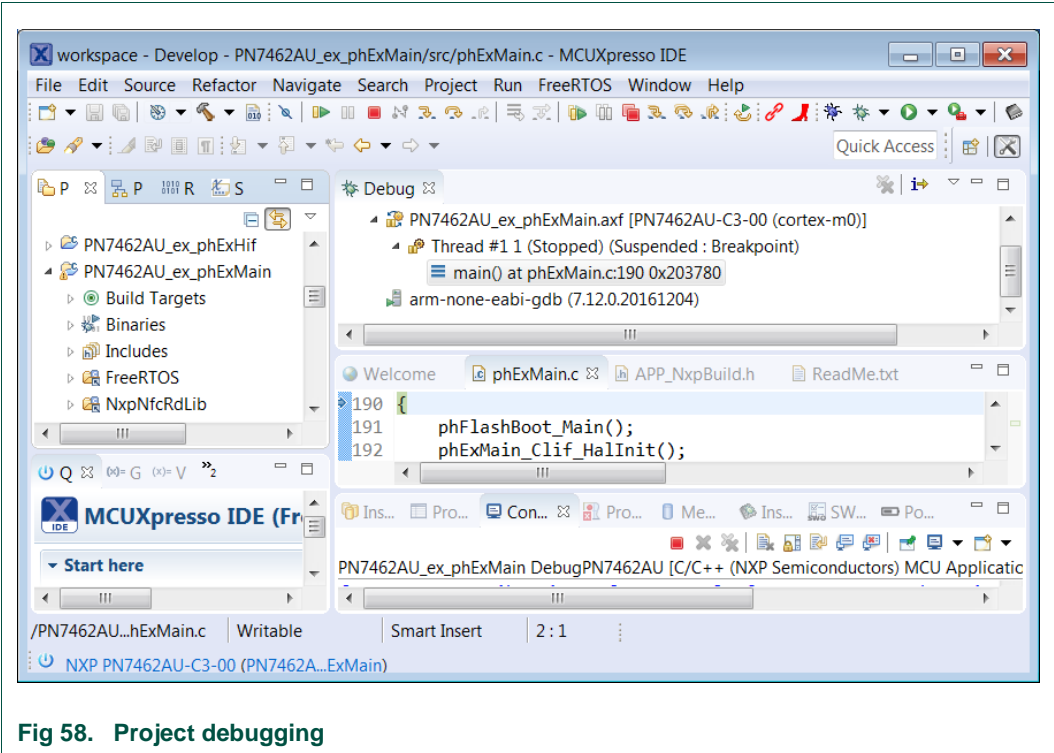 workspace - Develop - PN7462AU_ex_phExMain/src/phExMain.c - MCUXpresso IDE
File Edit Source Refactor Navigate Search Project Run FreeRTOS Window Help
Quick Access
P P R S
PN7462AU_ex_phExHif
PN7462AU_ex_phExMain
Build Targets
Binaries
Includes
FreeRTOS
NxpNfcRdLib
Debug
PN7462AU_ex_phExMain.axf [PN7462AU-C3-00 (cortex-m0)]
Thread #1 1 (Stopped) (Suspended : Breakpoint)
main() at phExMain.c:190 0x203780
arm-none-eabi-gdb (7.12.0.20161204)
Welcome phExMain.c APP_NxpBuild.h ReadMe.txt
190 {
191 phFlashBoot_Main();
192 phExMain_Clif_HalInit();
Q (x)= G (x)= V »2
IDE
MCUXpresso IDE (Fr
Start here
Ins... Pro... Con... Pro... Me... Ins... SW... Po...
PN7462AU_ex_phExMain DebugPN7462AU [C/C++ (NXP Semiconductors) MCU Applicatic
/PN7462AU...hExMain.c Writable Smart Insert 2 : 1
NXP PN7462AU-C3-00 (PN7462A...ExMain)
Fig 58. Project debugging